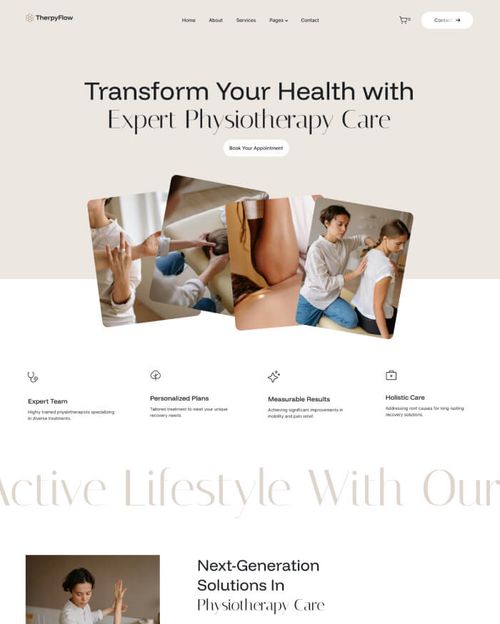 TherpyFlow
Home About Services Pages Contact
0
Contact
Transform Your Health with
Expert Physiotherapy Care
Book Your Appointment
Expert Team
Highly trained physiotherapists specializing
in diverse treatments.
Personalized Plans
Tailored treatment to meet your unique
recovery needs.
Measurable Results
Achieving significant improvements in
mobility and pain relief.
Holistic Care
Addressing root causes for long-lasting
recovery solutions.
Active Lifestyle With Our
Next-Generation
Solutions In
Physiotherapy Care